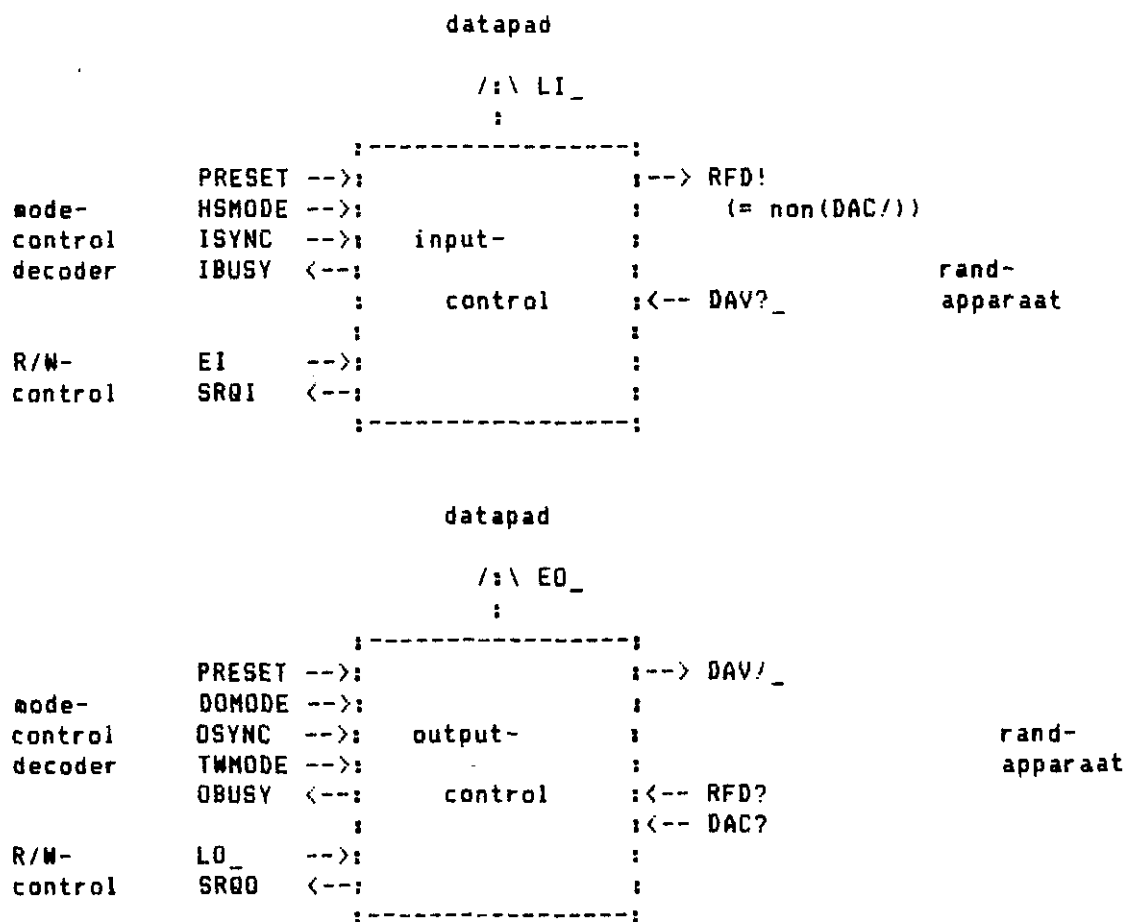 datapad
/:\ LI_
:
:-----------------:
PRESET -->: :--> RFD!
mode- HSMODE -->: : (= non(DAC!))
control ISYNC -->: input- :
decoder IBUSY <--: : rand-
: control :<-- DAV?_ apparaat
: :
R/W- EI -->: :
control SRQI <--: :
:-----------------:
datapad
/:\ EO_
:
:-----------------:
PRESET -->: :--> DAV!_
mode- DOMODE -->: :
control OSYNC -->: output- : rand-
decoder TWMODE -->: : apparaat
OBUSY <--: control :<-- RFD?
: :<-- DAC?
R/W- LO_ -->: :
control SRQO <--: :
:-----------------: